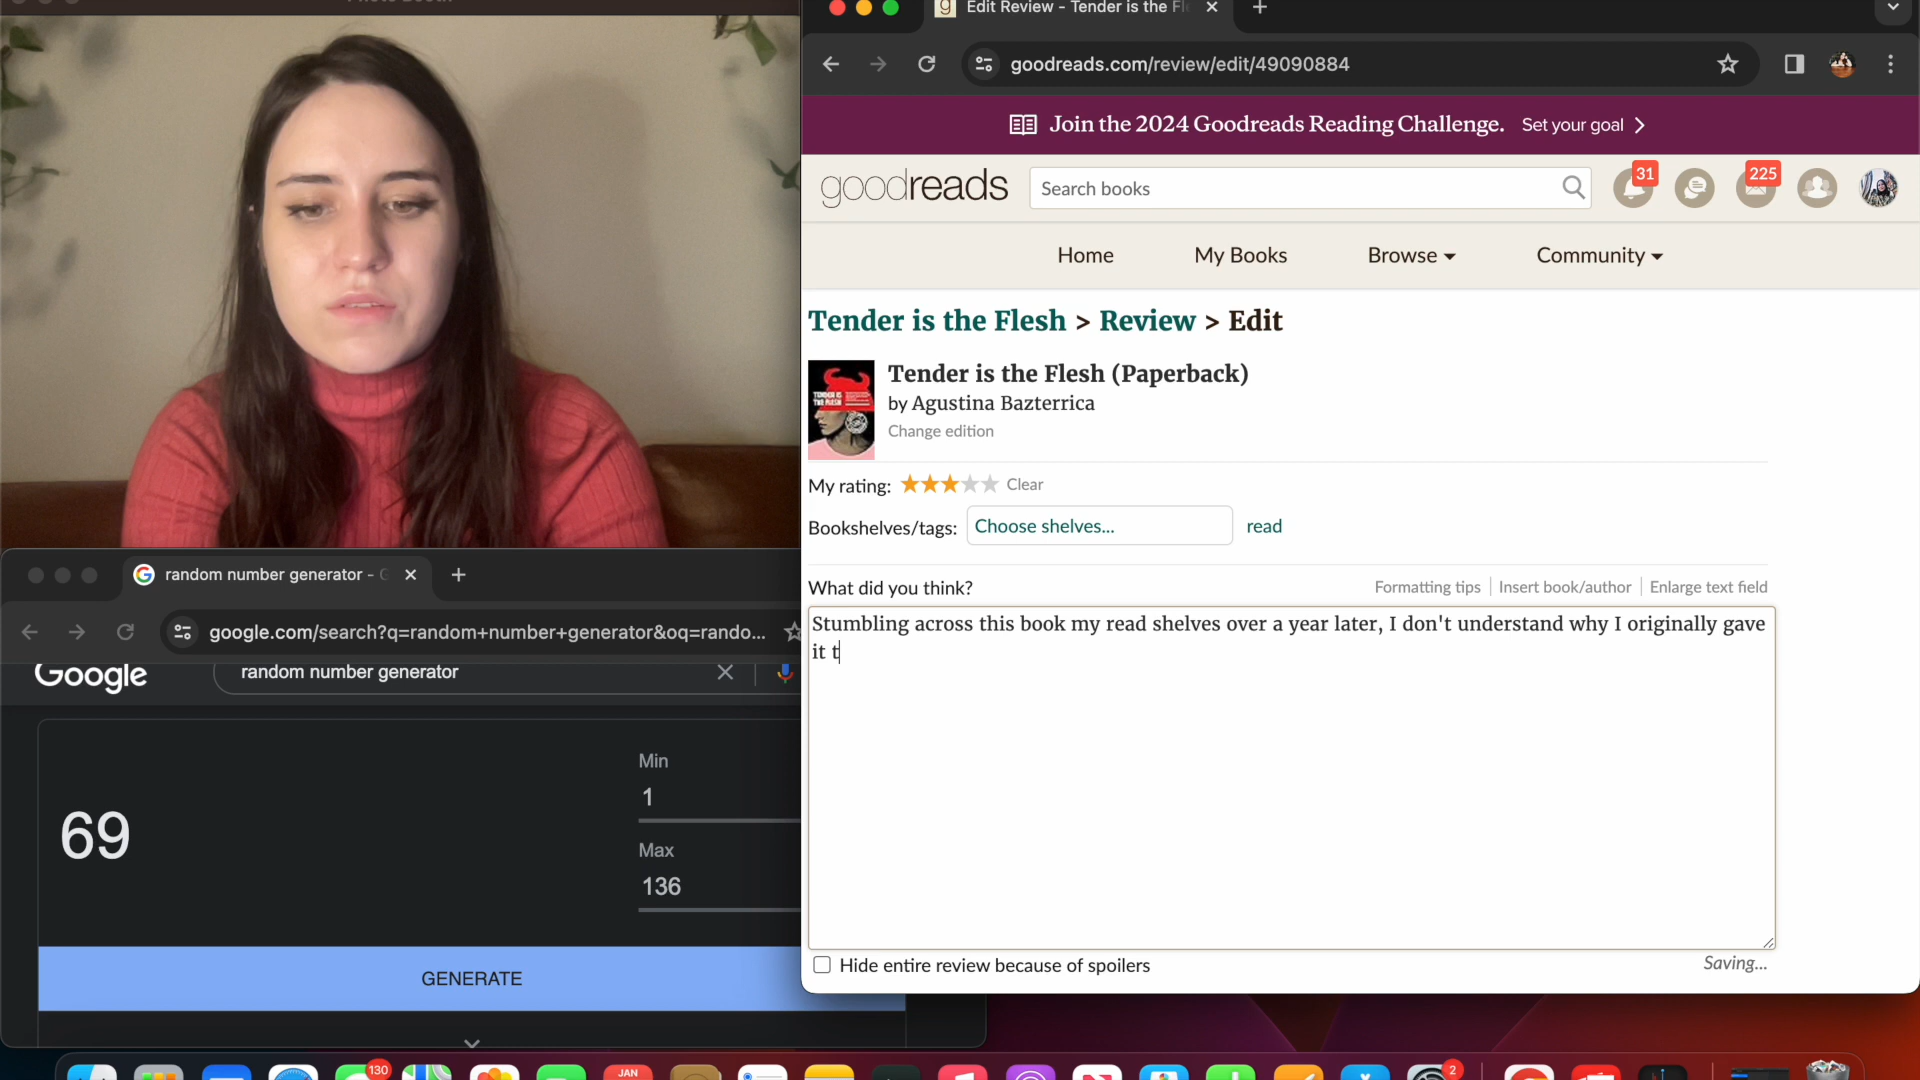 Edit Review - Tender is the Fl
goodreads.com/review/edit/49090884
Join the 2024 Goodreads Reading Challenge. Set your goal
goodreads
Search books
31
225
Home
My Books
Browse
Community
Tender is the Flesh > Review > Edit
TENDER IS THE FLESH
Tender is the Flesh (Paperback)
by Agustina Bazterrica
Change edition
My rating:
Clear
Bookshelves/tags:
Choose shelves...
read
What did you think?
Formatting tips
Insert book/author
Enlarge text field
Stumbling across this book my read shelves over a year later, I don't understand why I originally gave
it t
Hide entire review because of spoilers
Saving...
random number generator - G
google.com/search?q=random+number+generator&oq=rando...
Google
random number generator
69
Min
1
Max
136
GENERATE
130
JAN
2